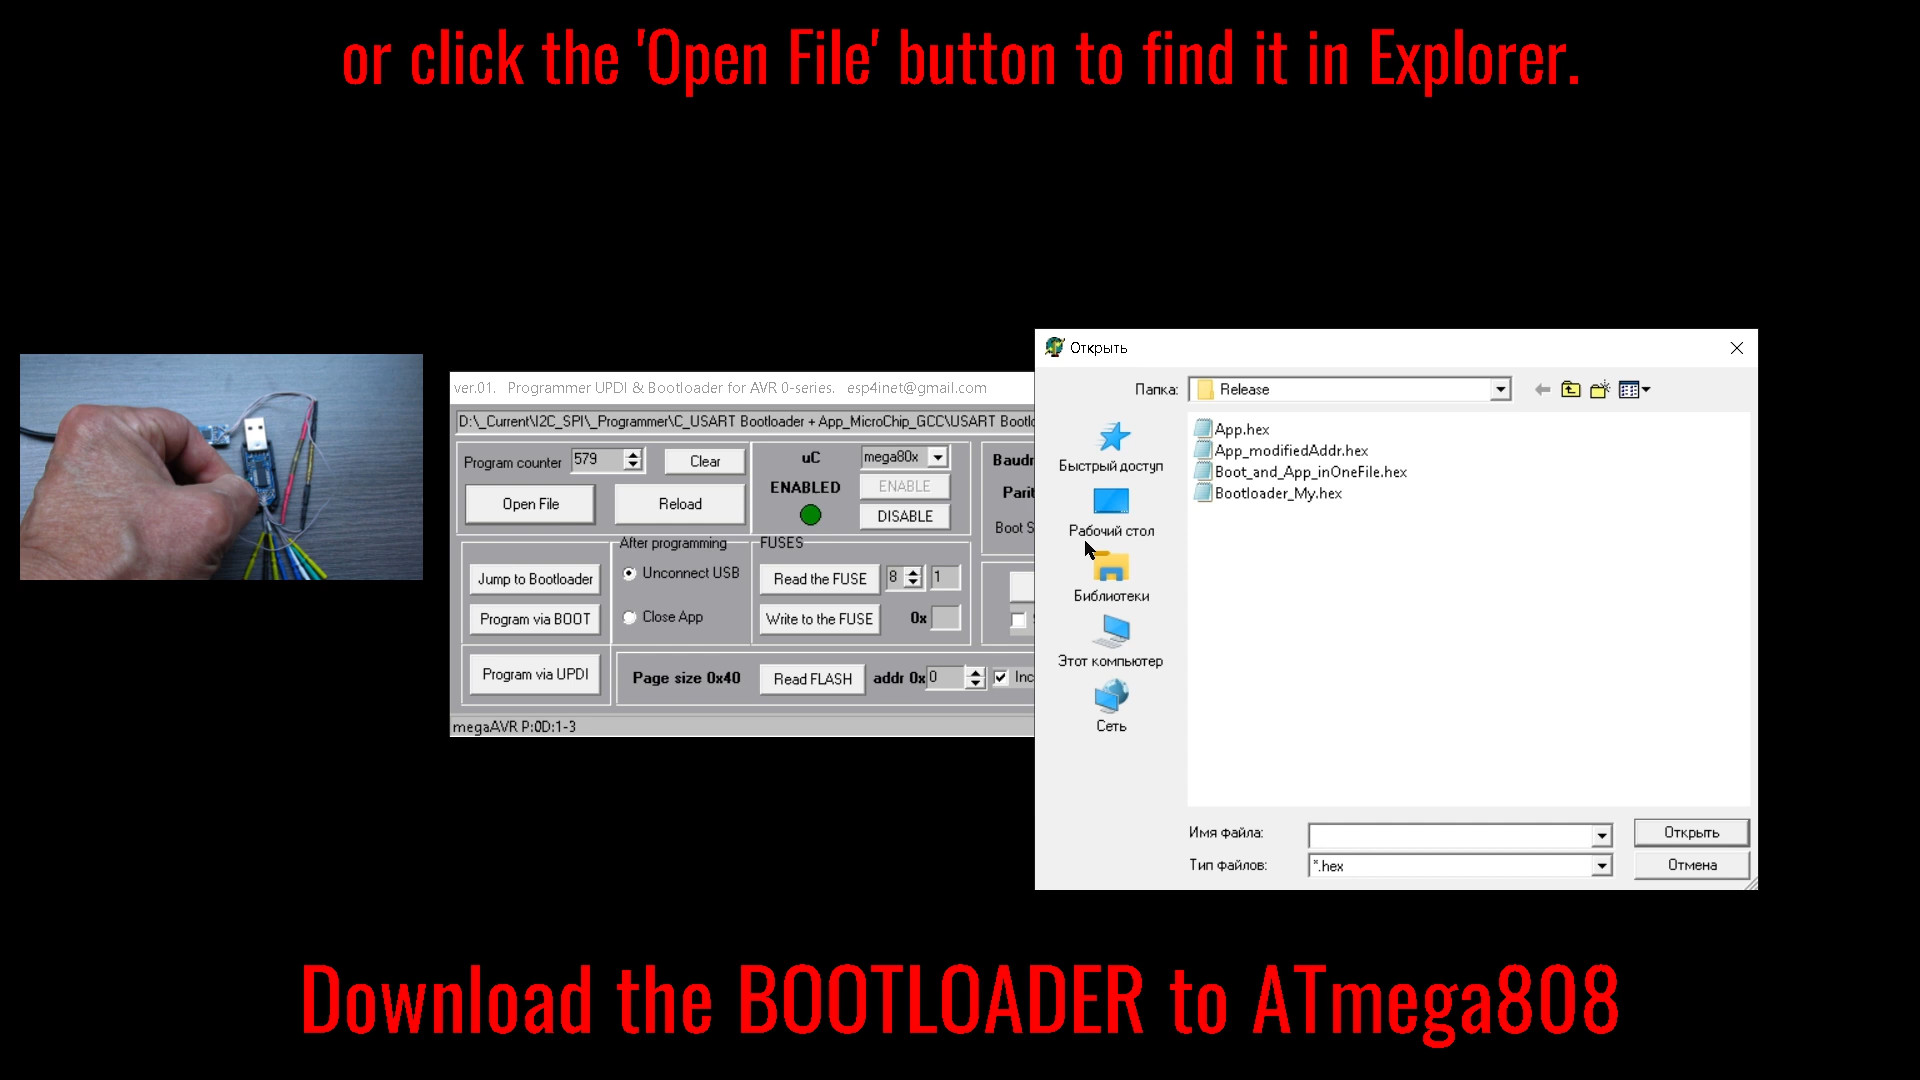 or click the 'Open File' button to find it in Explorer.
ver.01. Programmer UPDI & Bootloader for AVR 0-series. esp4inet@gmail.com
D:\_Current\I2C_SPI\_Programmer\C_USART Bootloader + App_MicroChip_GCC\USART
Program counter 579 Clear
Open File Reload
uC mega80x
ENABLED ENABLE
DISABLE
Boot
Jump to Bootloader
Program via BOOT
Program via UPDI
After programming
Unconnect USB
Close App
FUSES
Read the FUSE 8 1
Write to the FUSE 0x
Page size 0x40 Read FLASH addr 0x 0
megaAVR P:0D:1-3
Открыть
Папка: Release
Быстрый доступ
Рабочий стол
Библиотеки
Этот компьютер
Сеть
App.hex
App_modifiedAddr.hex
Boot_and_App_inOneFile.hex
Bootloader_My.hex
Имя файла: Открыть
Тип файлов: *.hex Отмена
Download the BOOTLOADER to ATmega808